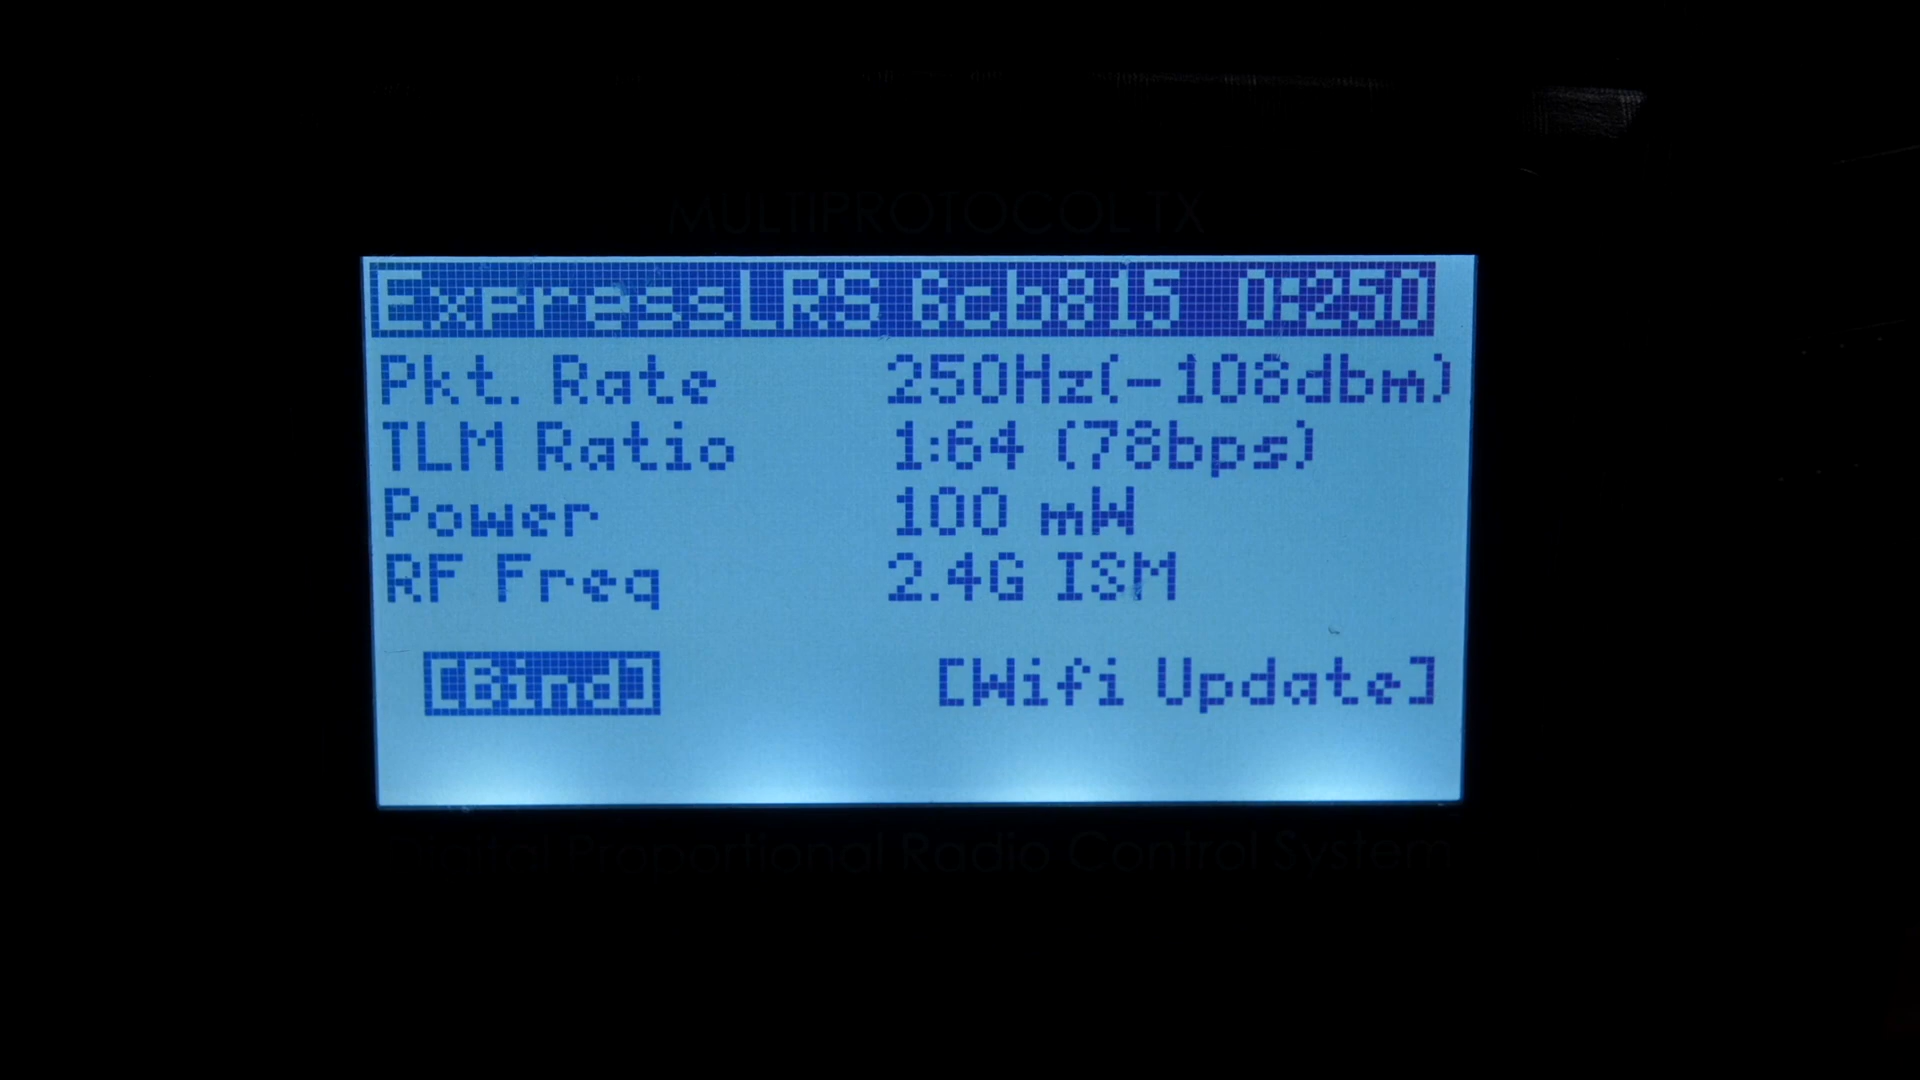 MULTIPROTOCOL TX
ExpressLRS 6cb815 0:250
Pkt. Rate 250Hz(-108dbm)
TLM Ratio 1:64 (78bps)
Power 100 mW
RF Freq 2.4G ISM
[Bind] [Wifi Update]
Digital Proportional Radio Control System